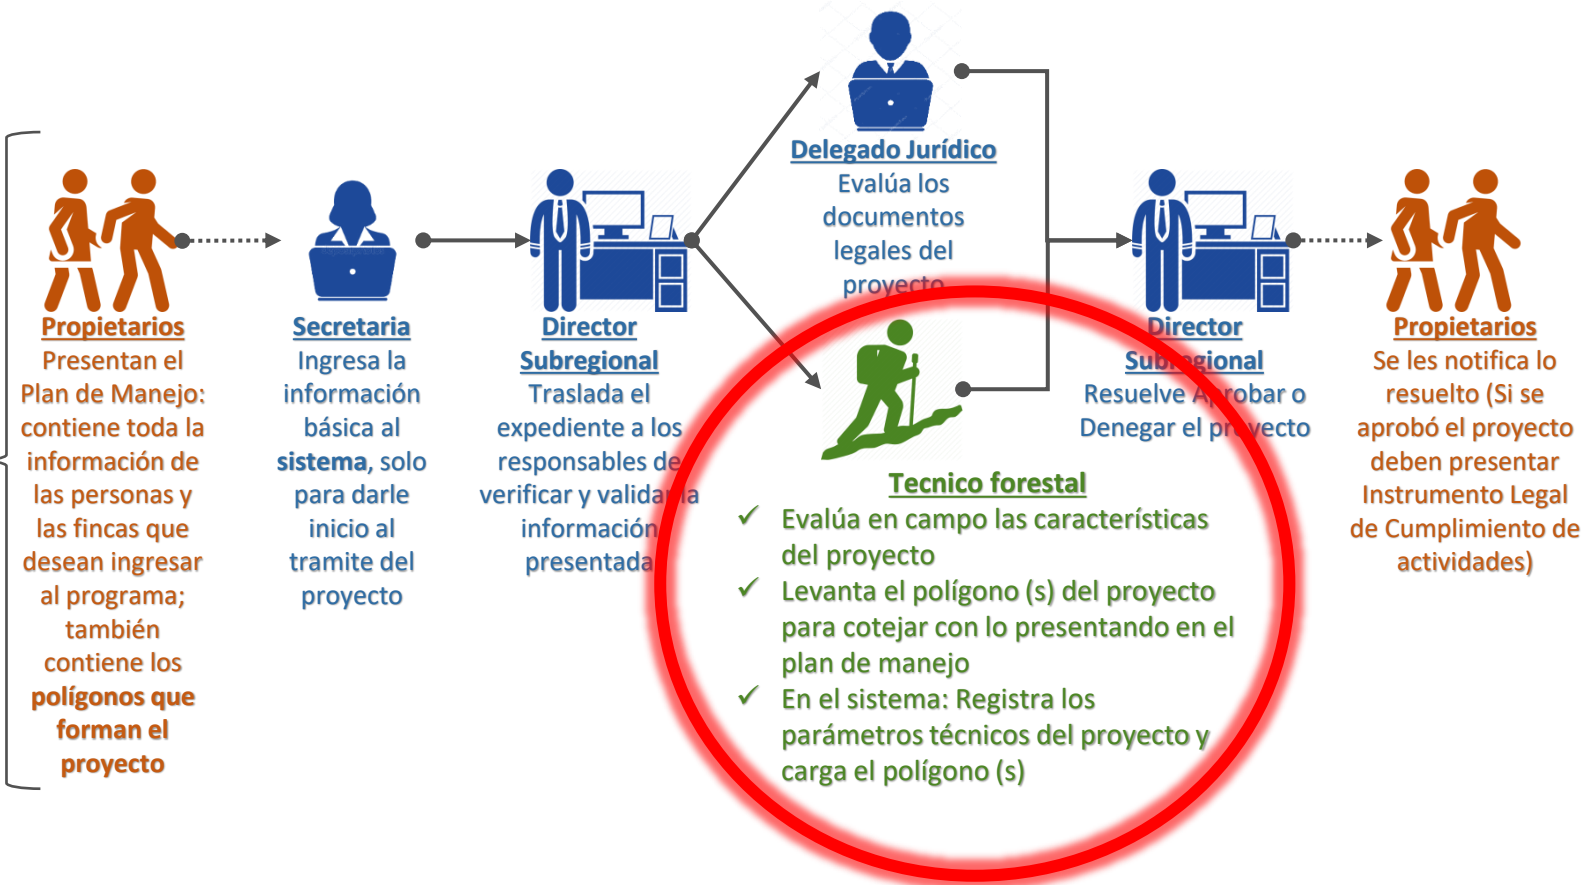 Propietarios
Presentan el
Plan de Manejo:
contiene toda la
información de
las personas y
las fincas que
desean ingresar
al programa;
también
contiene los
polígonos que
forman el
proyecto
Secretaria
Ingresa la
información
básica al
sistema, solo
para darle
inicio al
tramite del
proyecto
Director
Subregional
Traslada el
expediente a los
responsables de
verificar y validar la
información
presentada
Delegado Jurídico
Evalúa los
documentos
legales del
proyecto
Tecnico forestal
✓ Evalúa en campo las características
del proyecto
✓ Levanta el polígono (s) del proyecto
para cotejar con lo presentando en el
plan de manejo
✓ En el sistema: Registra los
parámetros técnicos del proyecto y
carga el polígono (s)
Director
Subregional
Resuelve Aprobar o
Denegar el proyecto
Propietarios
Se les notifica lo
resuelto (Si se
aprobó el proyecto
deben presentar
Instrumento Legal
de Cumplimiento de
actividades)